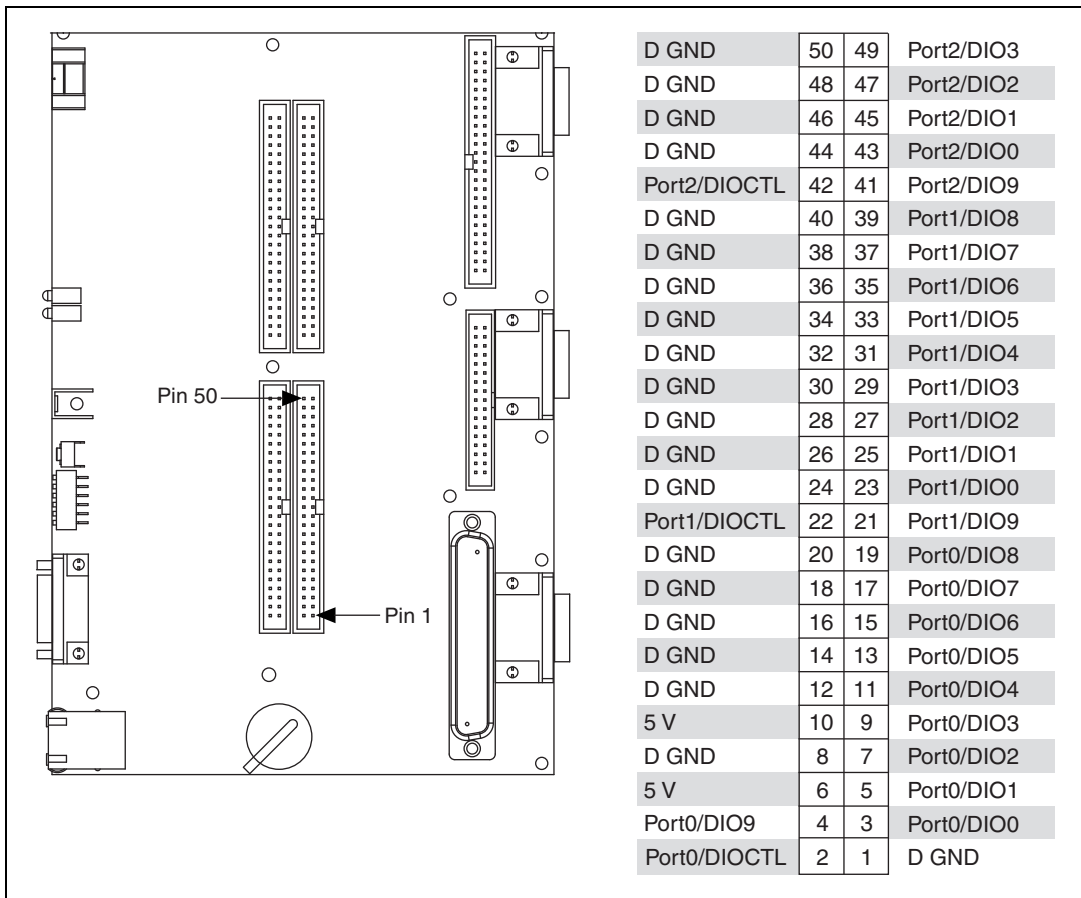 Pin 50
Pin 1
D GND 50 49 Port2/DIO3
D GND 48 47 Port2/DIO2
D GND 46 45 Port2/DIO1
D GND 44 43 Port2/DIO0
Port2/DIOCTL 42 41 Port2/DIO9
D GND 40 39 Port1/DIO8
D GND 38 37 Port1/DIO7
D GND 36 35 Port1/DIO6
D GND 34 33 Port1/DIO5
D GND 32 31 Port1/DIO4
D GND 30 29 Port1/DIO3
D GND 28 27 Port1/DIO2
D GND 26 25 Port1/DIO1
D GND 24 23 Port1/DIO0
Port1/DIOCTL 22 21 Port1/DIO9
D GND 20 19 Port0/DIO8
D GND 18 17 Port0/DIO7
D GND 16 15 Port0/DIO6
D GND 14 13 Port0/DIO5
D GND 12 11 Port0/DIO4
5 V 10 9 Port0/DIO3
D GND 8 7 Port0/DIO2
5 V 6 5 Port0/DIO1
Port0/DIO9 4 3 Port0/DIO0
Port0/DIOCTL 2 1 D GND